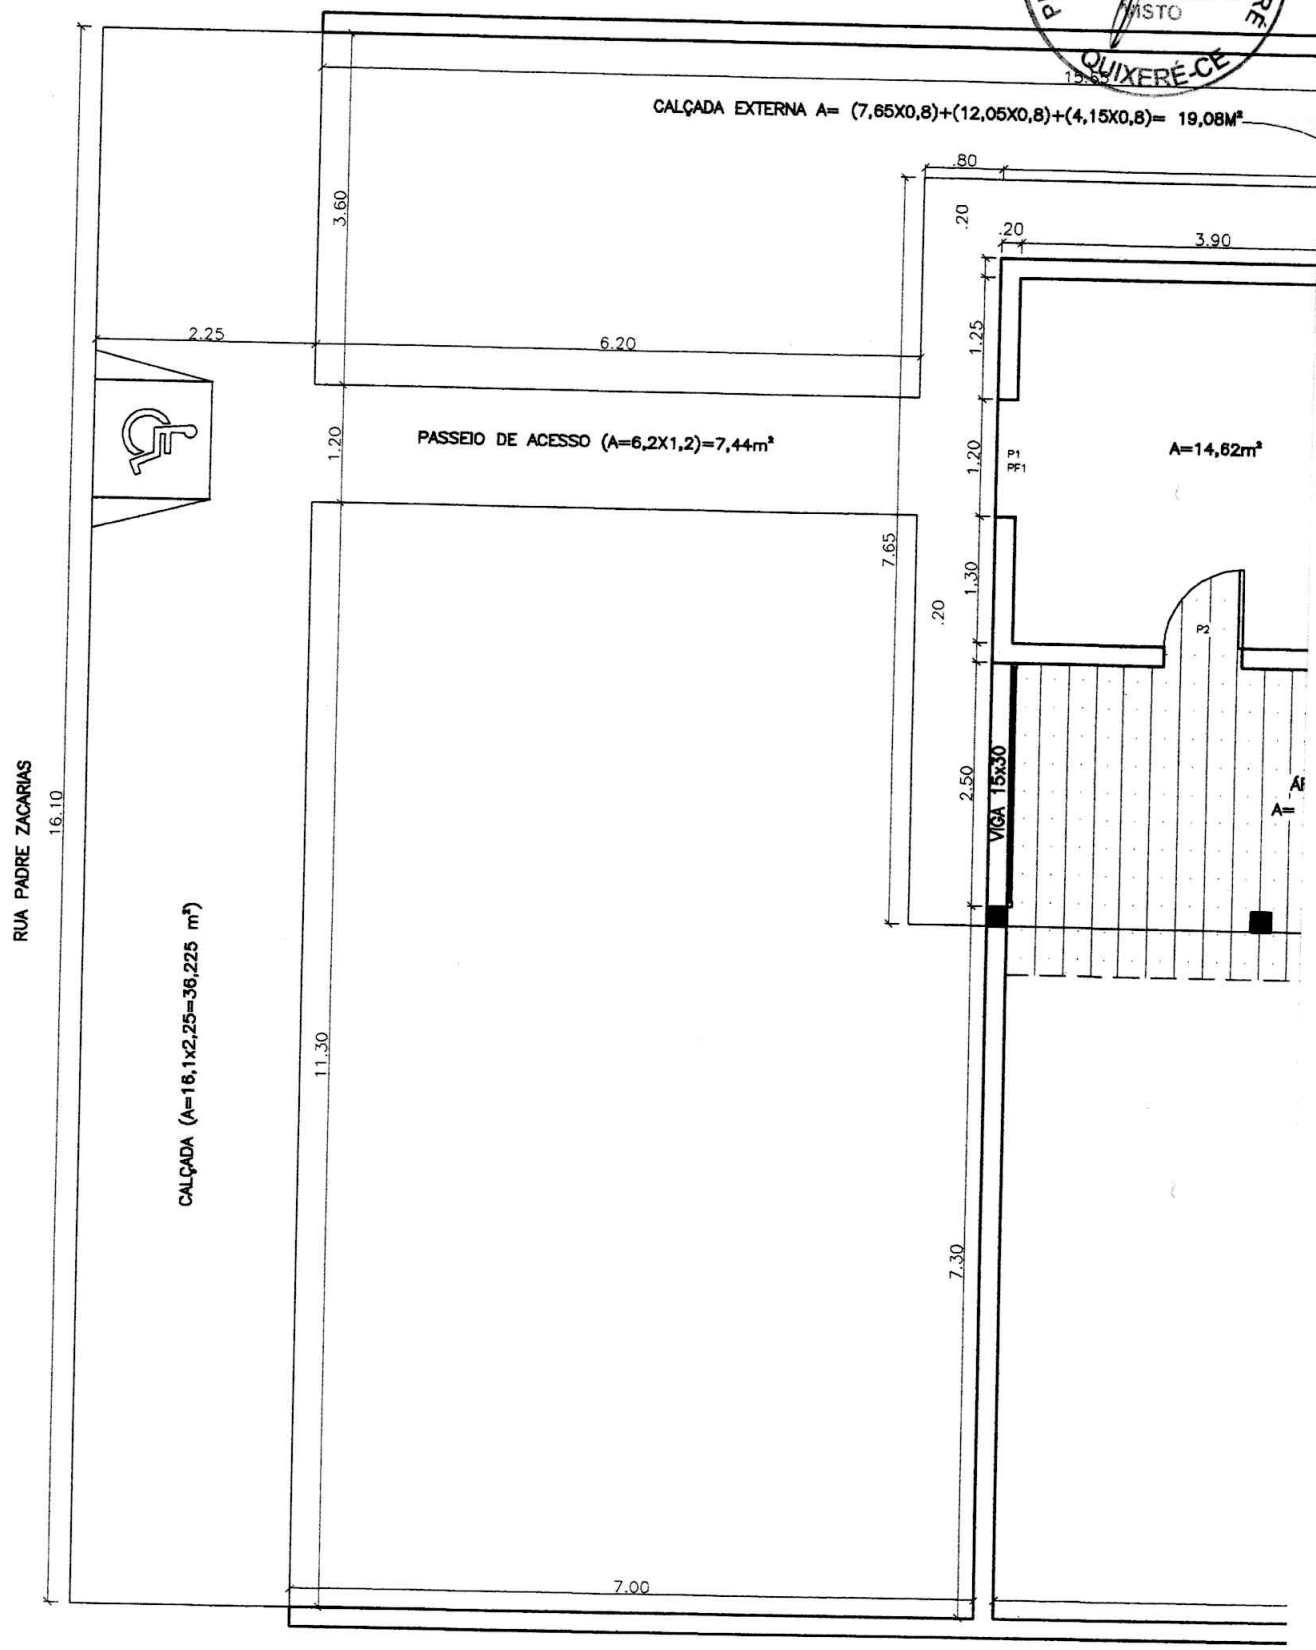 VISTO
QUIXERÉ-CE
CALÇADA EXTERNA A= (7,65X0,8)+(12,05X0,8)+(4,15X0,8)= 19,08M²
.80
3.60
.20
.20
3.90
2.25
6.20
1.25
1.20
PASSEIO DE ACESSO (A=6,2X1,2)=7,44m²
1.20
P1
PF1
A=14,62m²
7.65
1.30
.20
P2
RUA PADRE ZACARIAS
16.10
2.50
VIGA 15x30
A=
CALÇADA (A=16,1x2,25=36,225 m²)
11.30
7.30
7.00